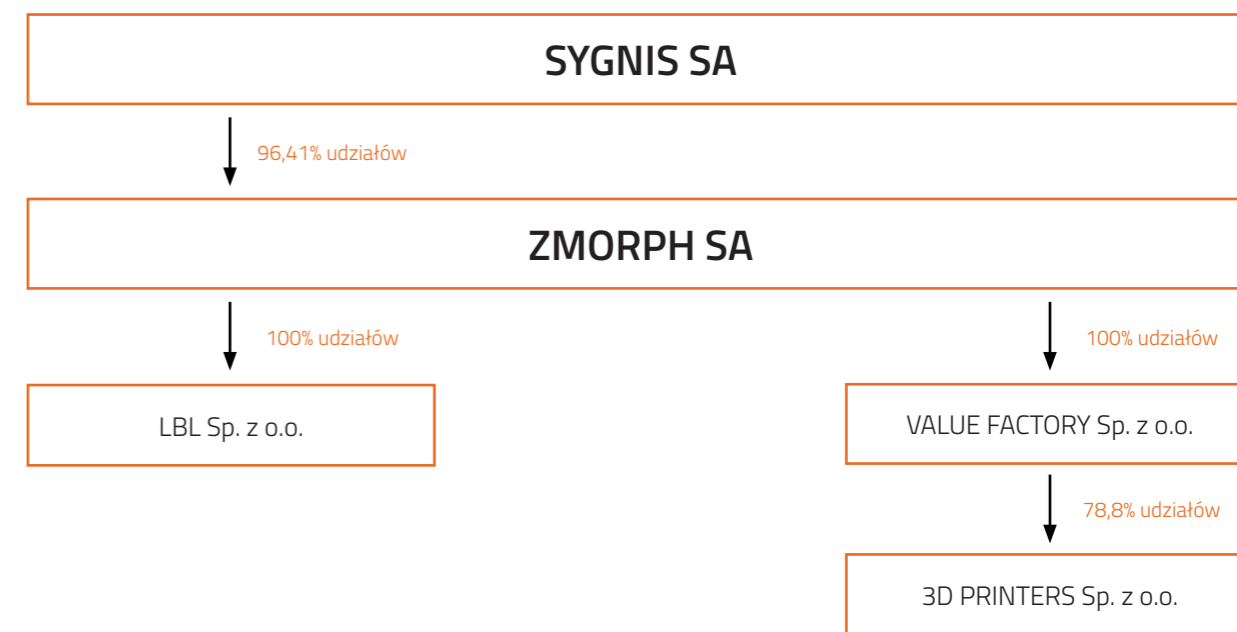 SYGNIS SA
96,41% udziałów
ZMORPH SA
100% udziałów
100% udziałów
LBL Sp. z o.o.
VALUE FACTORY Sp. z o.o.
78,8% udziałów
3D PRINTERS Sp. z o.o.